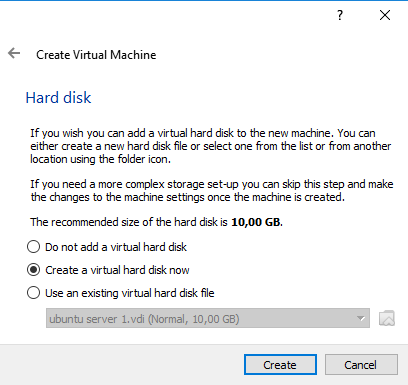 ?
Create Virtual Machine
Hard disk
If you wish you can add a virtual hard disk to the new machine. You can
either create a new hard disk file or select one from the list or from another
location using the folder icon.
If you need a more complex storage set-up you can skip this step and make
the changes to the machine settings once the machine is created.
The recommended size of the hard disk is 10,00 GB.
Do not add a virtual hard disk
Create a virtual hard disk now
Use an existing virtual hard disk file
ubuntu server 1.vdi (Normal, 10,00 GB)
Create
Cancel